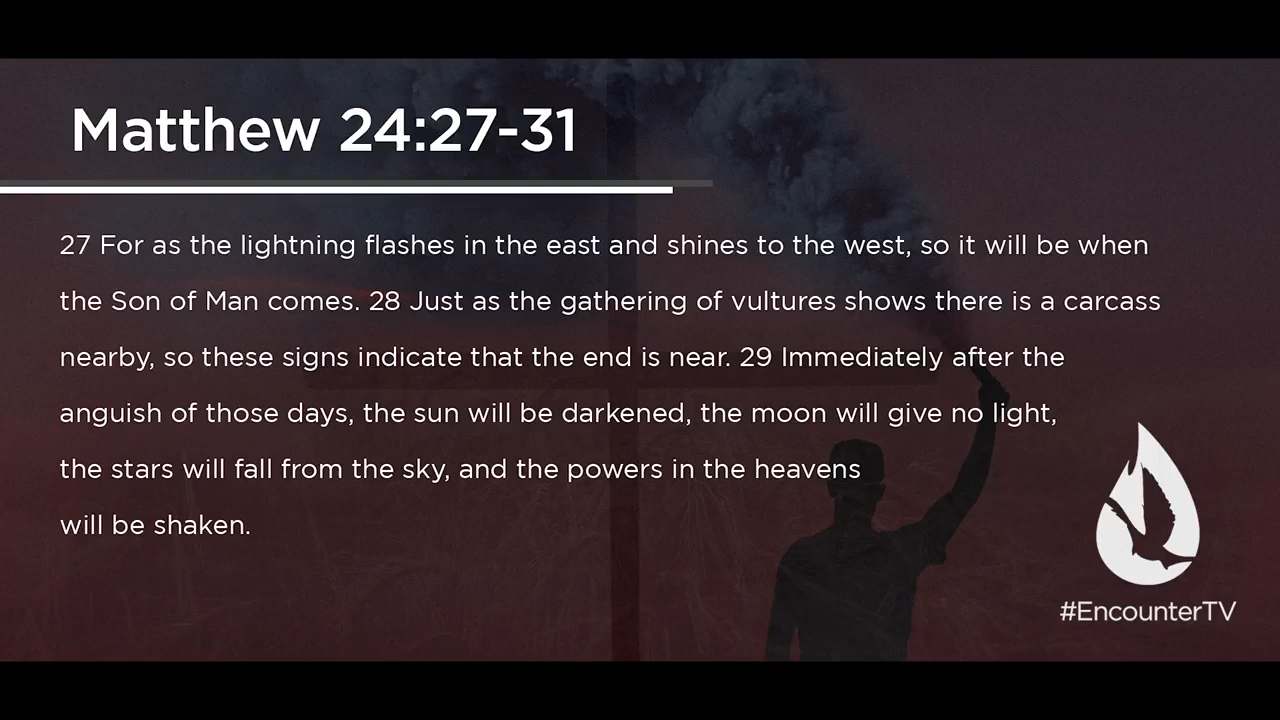 Matthew 24:27-31
27 For as the lightning flashes in the east and shines to the west, so it will be when
the Son of Man comes. 28 Just as the gathering of vultures shows there is a carcass
nearby, so these signs indicate that the end is near. 29 Immediately after the
anguish of those days, the sun will be darkened, the moon will give no light,
the stars will fall from the sky, and the powers in the heavens
will be shaken.
#EncounterTV